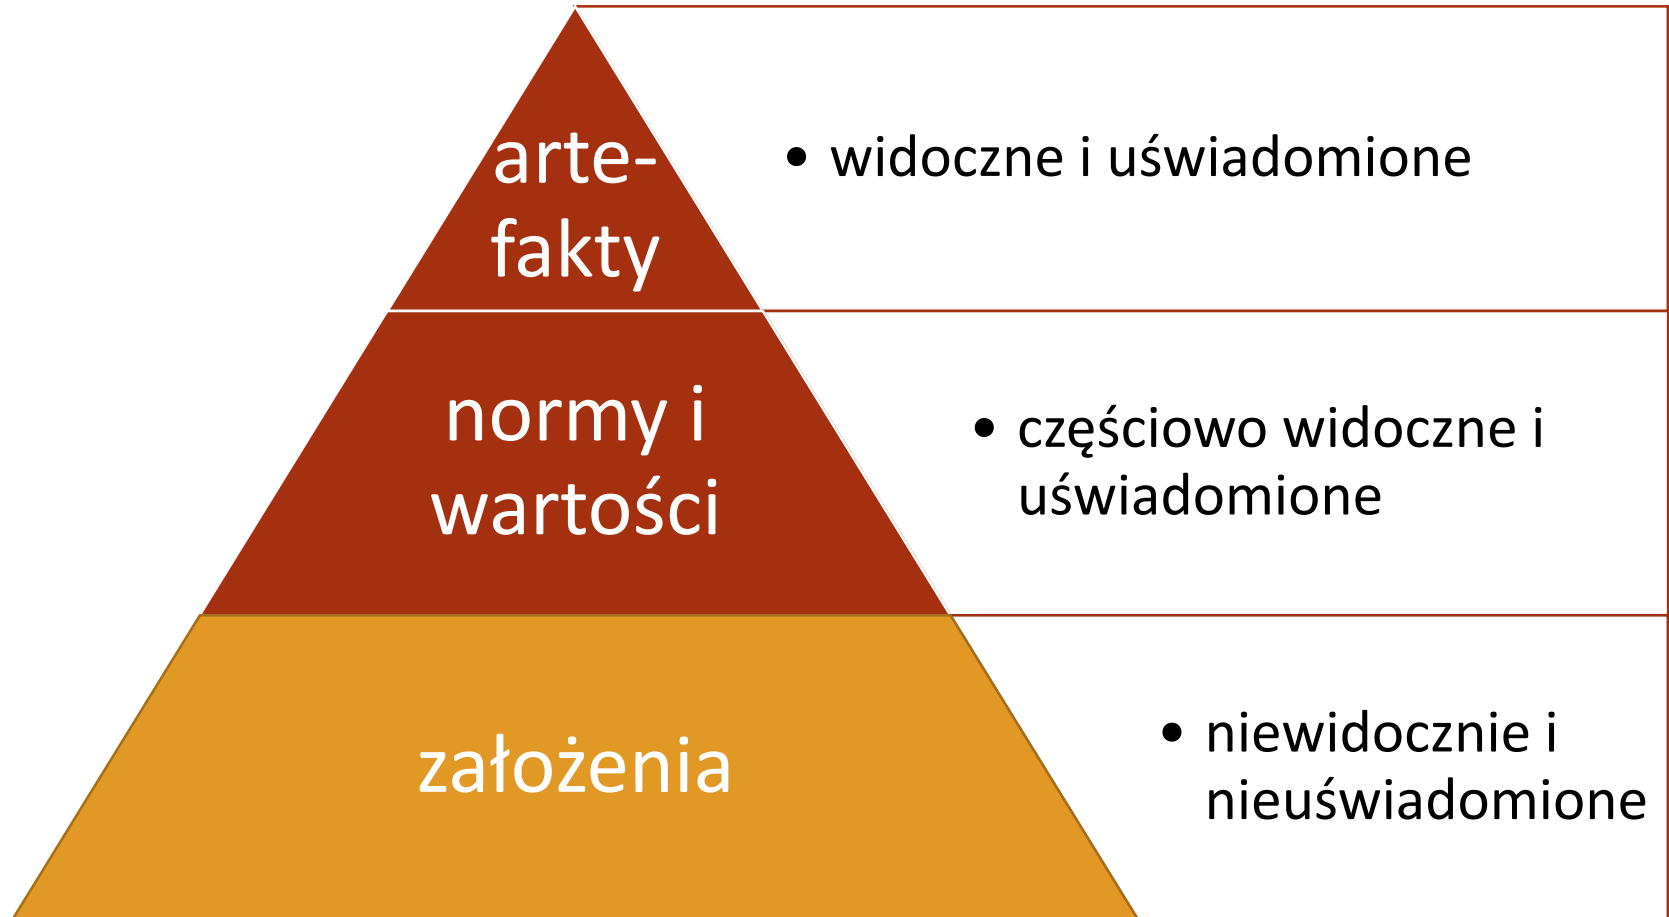 arte-
fakty
• widoczne i uświadomione
normy i
wartości
• częściowo widoczne i
uświadomione
założenia
• niewidocznie i
nieuświadomione